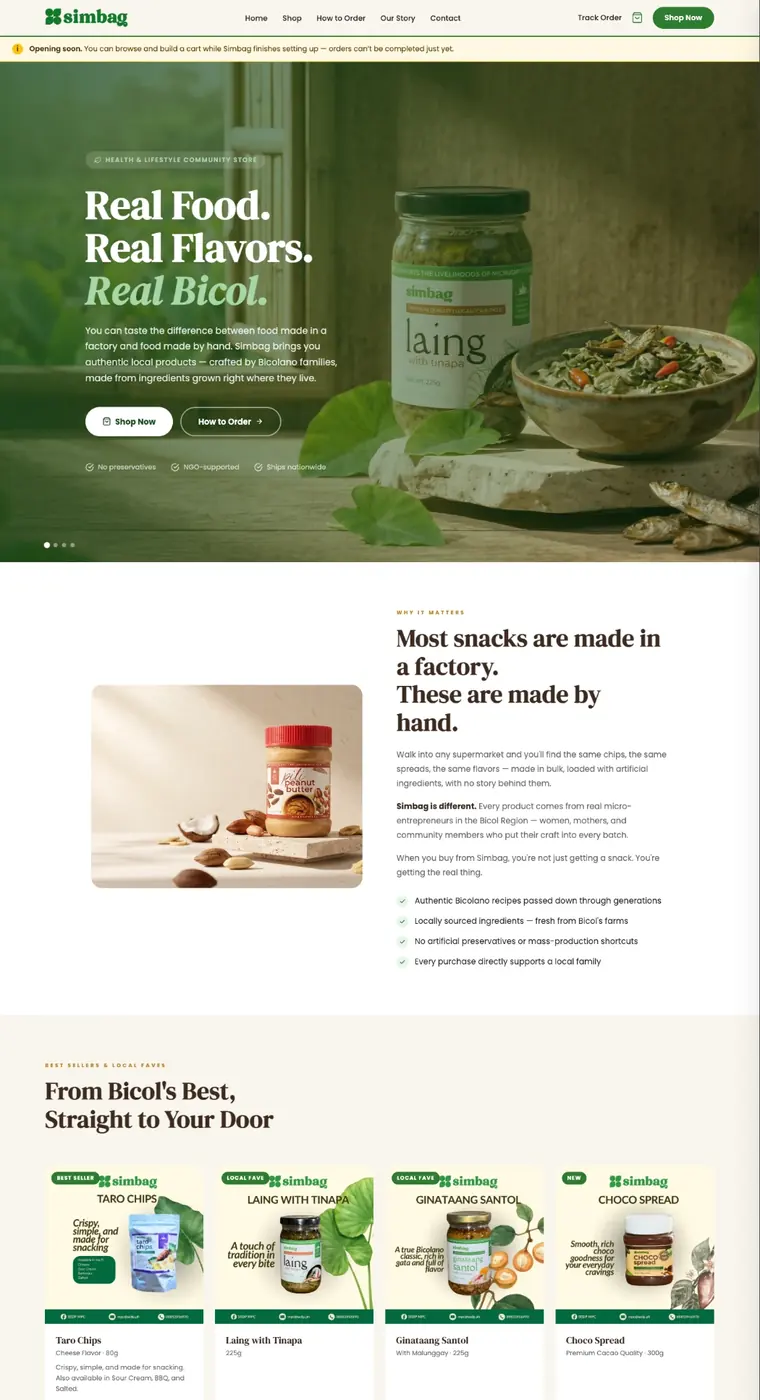 simbag
Home Shop How to Order Our Story Contact
Track Order
Shop Now
Opening soon. You can browse and build a cart while Simbag finishes setting up — orders can't be completed just yet.
HEALTH & LIFESTYLE COMMUNITY STORE
Real Food.
Real Flavors.
Real Bicol.
You can taste the difference between food made in a
factory and food made by hand. Simbag brings you
authentic local products — crafted by Bicolano families,
made from ingredients grown right where they live.
Shop Now
How to Order →
No preservatives
NGO-supported
Ships nationwide
simbag
laing
with tinapa
WHY IT MATTERS
Most snacks are made in
a factory.
These are made by
hand.
pili
peanut
butter
Walk into any supermarket and you'll find the same chips, the same
spreads, the same flavors — made in bulk, loaded with artificial
ingredients, with no story behind them.
Simbag is different. Every product comes from real micro-
entrepreneurs in the Bicol Region — women, mothers, and
community members who put their craft into every batch.
When you buy from Simbag, you're not just getting a snack. You're
getting the real thing.
Authentic Bicolano recipes passed down through generations
Locally sourced ingredients — fresh from Bicol's farms
No artificial preservatives or mass-production shortcuts
Every purchase directly supports a local family
BEST SELLERS & LOCAL FAVES
From Bicol's Best,
Straight to Your Door
BEST SELLER
simbag
TARO CHIPS
Crispy,
simple, and
made for
snacking
taro
chips
Taro Chips
Cheese Flavor · 80g
Crispy, simple, and made for snacking.
Also available in Sour Cream, BBQ, and
Salted.
LOCAL FAVE
simbag
LAING WITH TINAPA
A touch of
tradition in
every bite
laing
Laing with Tinapa
225g
LOCAL FAVE
simbag
GINATAANG SANTOL
A true Bicolano
classic, rich in
gata and full of
flavor
santol
Ginataang Santol
With Malunggay · 225g
NEW
simbag
CHOCO SPREAD
Smooth, rich
choco
goodness for
your everyday
cravings
CHOCO
spread
Choco Spread
Premium Cacao Quality · 300g